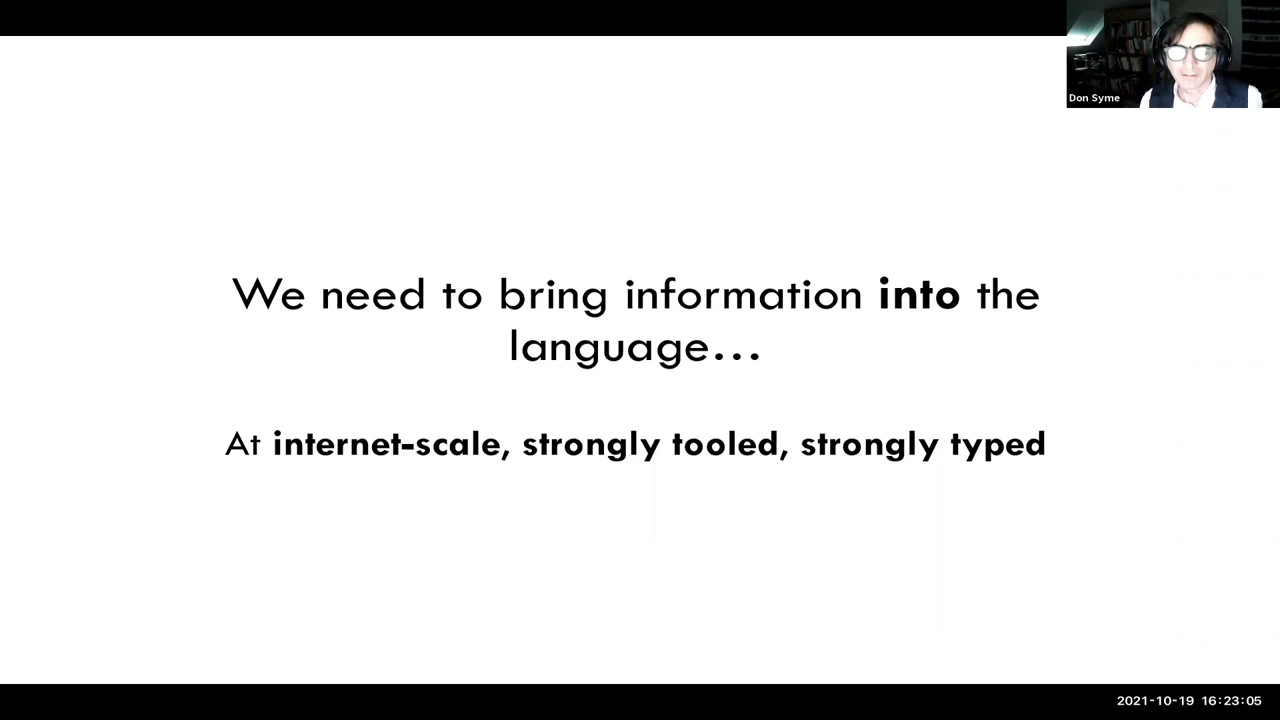 Don Syme
We need to bring information into the
language…
At internet-scale, strongly tooled, strongly typed
2021-10-19 16:23:05